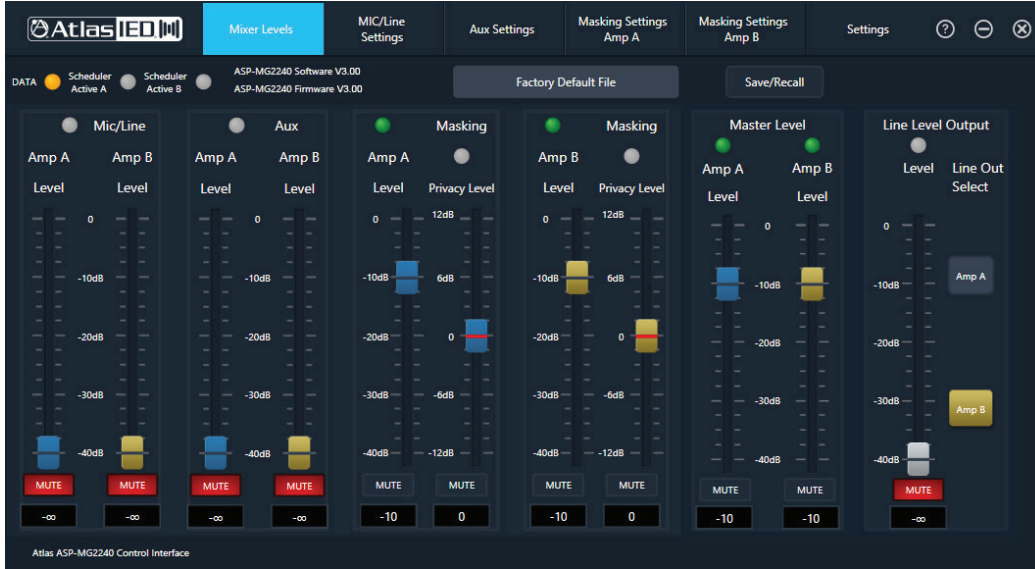 AtlasIED
Mixer Levels
MIC/Line
Settings
Aux Settings
Masking Settings
Amp A
Masking Settings
Amp B
Settings
?
DATA
Scheduler
Active A
Scheduler
Active B
ASP-MG2240 Software V3.00
ASP-MG2240 Firmware V3.00
Factory Default File
Save/Recall
Mic/Line
Amp A Amp B
Level Level
0
-10dB
-20dB
-30dB
-40dB
MUTE MUTE
-∞ -∞
Aux
Amp A Amp B
Level Level
0
-10dB
-20dB
-30dB
-40dB
MUTE MUTE
-∞ -∞
Masking
Amp A
Level Privacy Level
0 12dB
-10dB 6dB
-20dB 0
-30dB -6dB
-40dB -12dB
MUTE MUTE
-10 0
Masking
Amp B
Level Privacy Level
0 12dB
-10dB 6dB
-20dB 0
-30dB -6dB
-40dB -12dB
MUTE MUTE
-10 0
Master Level
Amp A Amp B
Level Level
0
-10dB
-20dB
-30dB
-40dB
MUTE MUTE
-10 -10
Line Level Output
Level Line Out
Select
0
-10dB Amp A
-20dB
-30dB Amp B
-40dB
MUTE
-∞
Atlas ASP-MG2240 Control Interface